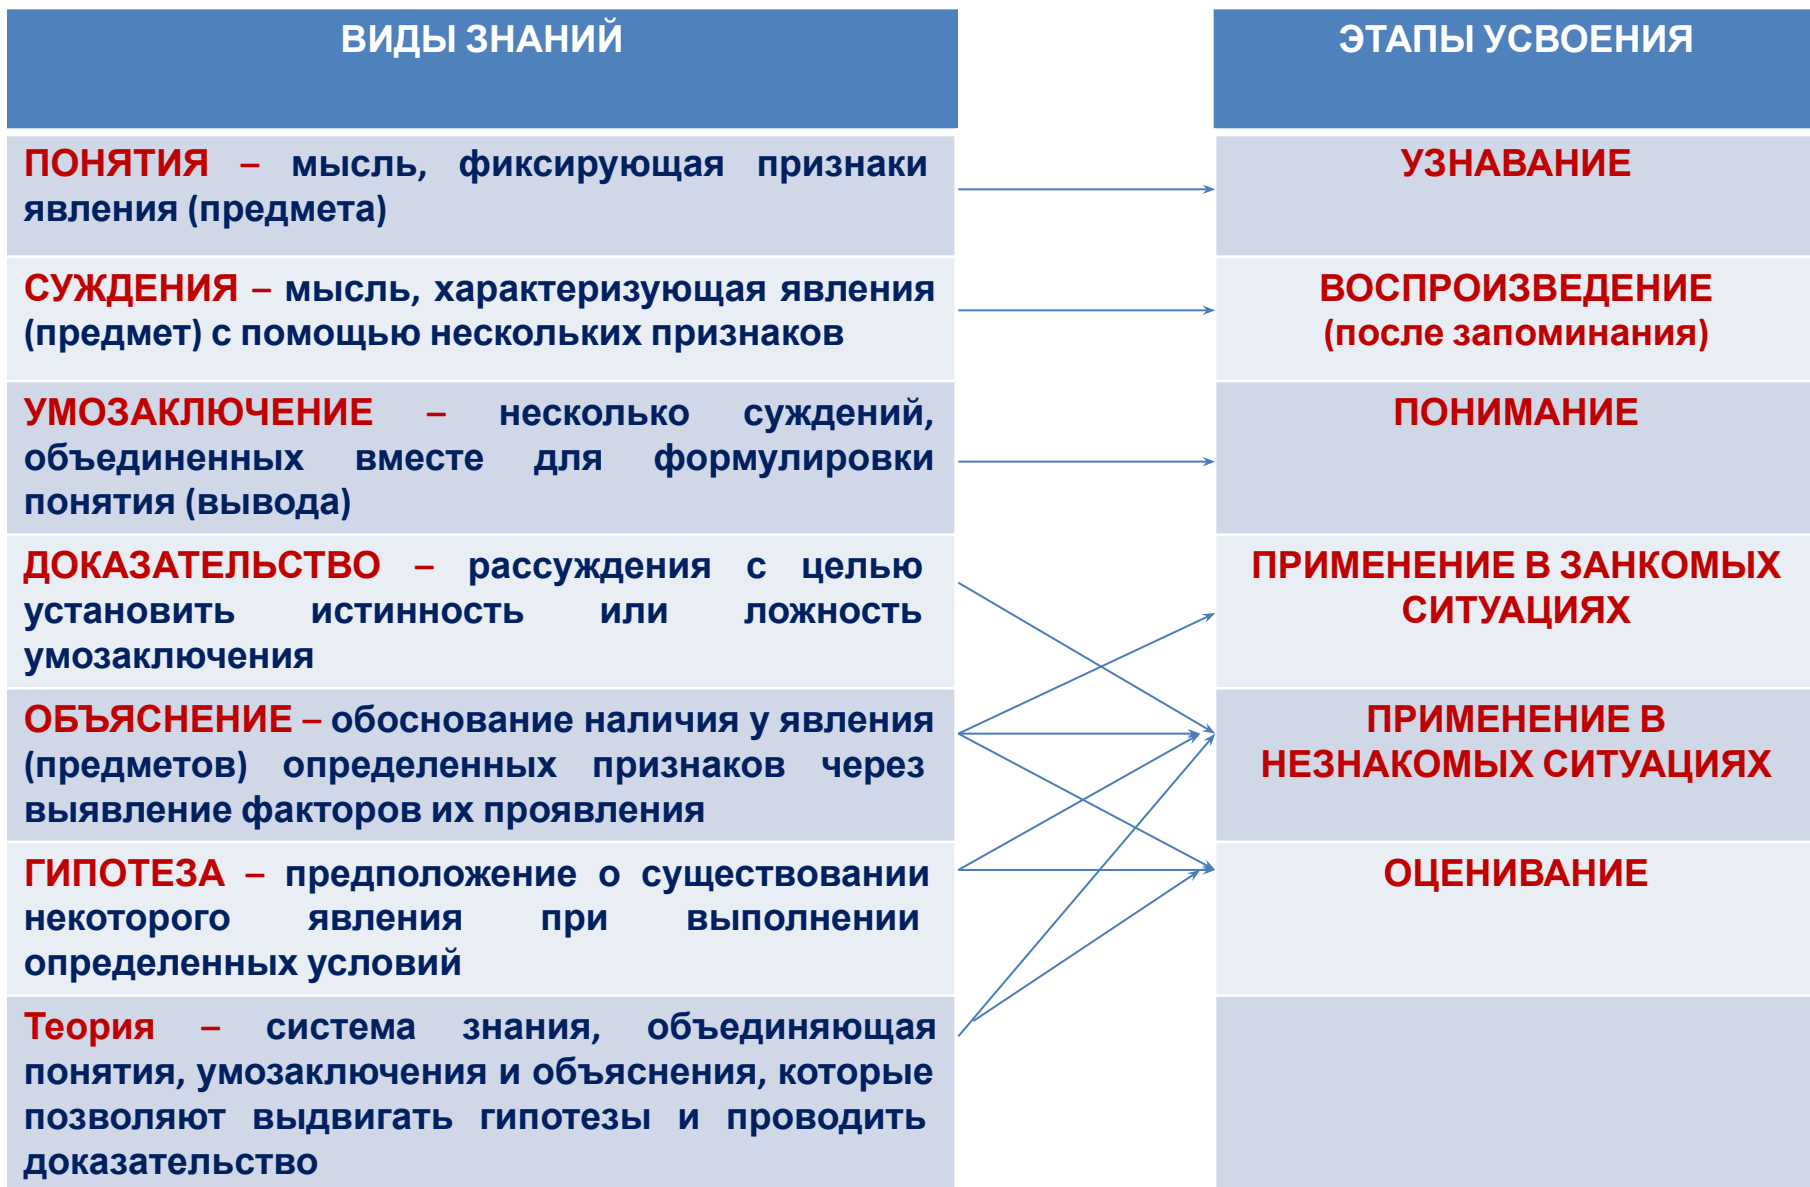 ВИДЫ ЗНАНИЙ
ЭТАПЫ УСВОЕНИЯ
ПОНЯТИЯ – мысль, фиксирующая признаки
явления (предмета)
УЗНАВАНИЕ
СУЖДЕНИЯ – мысль, характеризующая явления
(предмет) с помощью нескольких признаков
ВОСПРОИЗВЕДЕНИЕ
(после запоминания)
УМОЗАКЛЮЧЕНИЕ – несколько суждений,
объединенных вместе для формулировки
понятия (вывода)
ПОНИМАНИЕ
ДОКАЗАТЕЛЬСТВО – рассуждения с целью
установить истинность или ложность
умозаключения
ПРИМЕНЕНИЕ В ЗАНКОМЫХ
СИТУАЦИЯХ
ОБЪЯСНЕНИЕ – обоснование наличия у явления
(предметов) определенных признаков через
выявление факторов их проявления
ПРИМЕНЕНИЕ В
НЕЗНАКОМЫХ СИТУАЦИЯХ
ГИПОТЕЗА – предположение о существовании
некоторого явления при выполнении
определенных условий
ОЦЕНИВАНИЕ
Теория – система знания, объединяющая
понятия, умозаключения и объяснения, которые
позволяют выдвигать гипотезы и проводить
доказательство